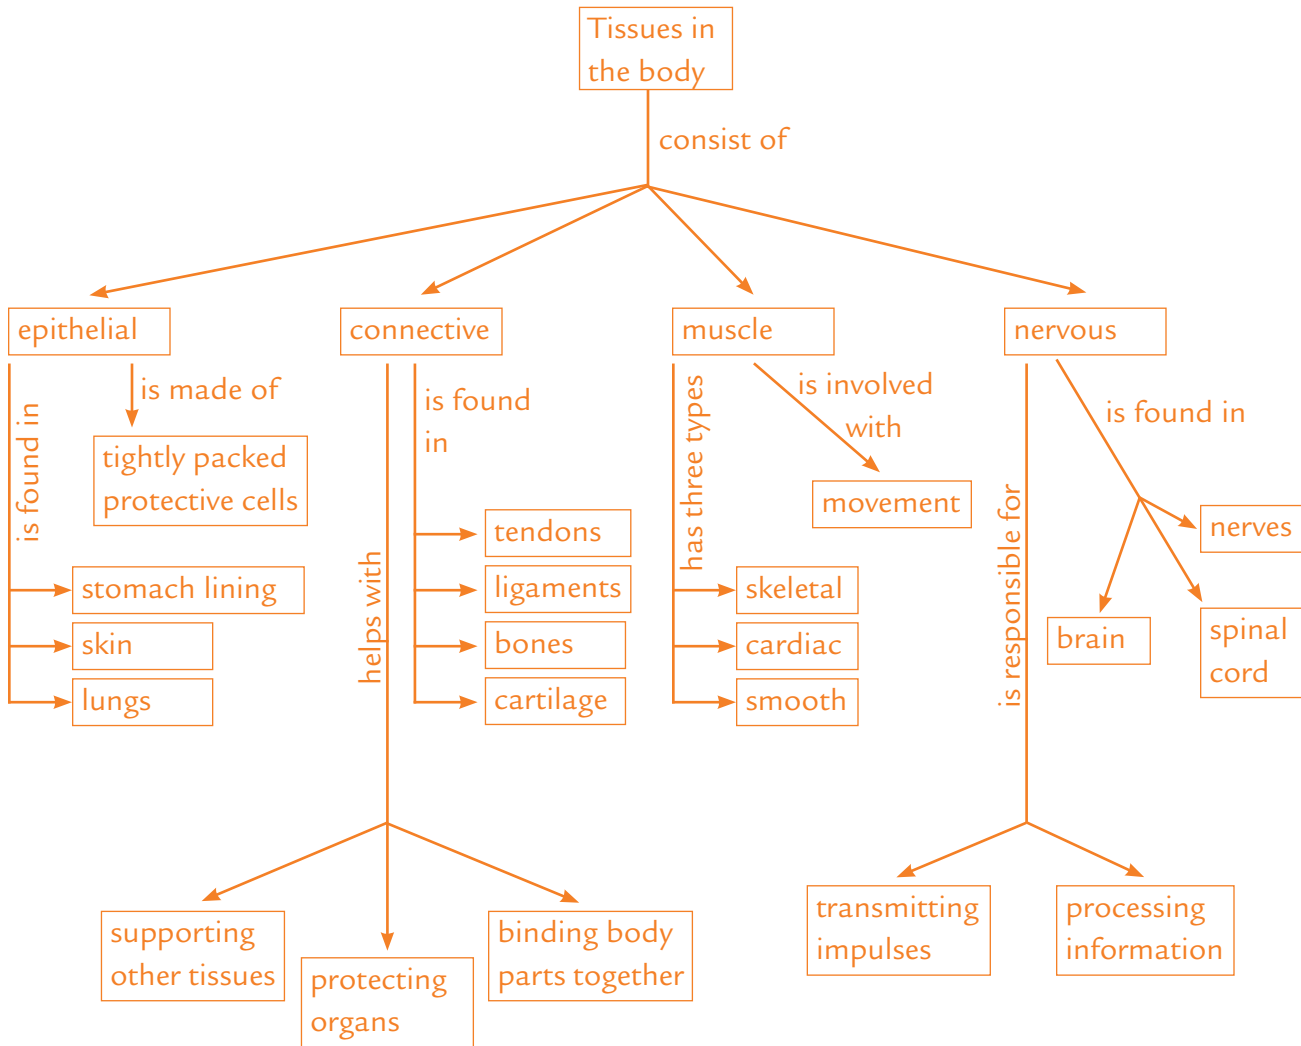 Tissues in
the body
consist of
epithelial
connective
muscle
nervous
is found in
is made of
tightly packed
protective cells
stomach lining
skin
lungs
helps with
is found
in
tendons
ligaments
bones
cartilage
supporting
other tissues
protecting
organs
binding body
parts together
has three types
is involved
with
movement
skeletal
cardiac
smooth
is responsible for
is found in
nerves
brain
spinal
cord
transmitting
impulses
processing
information